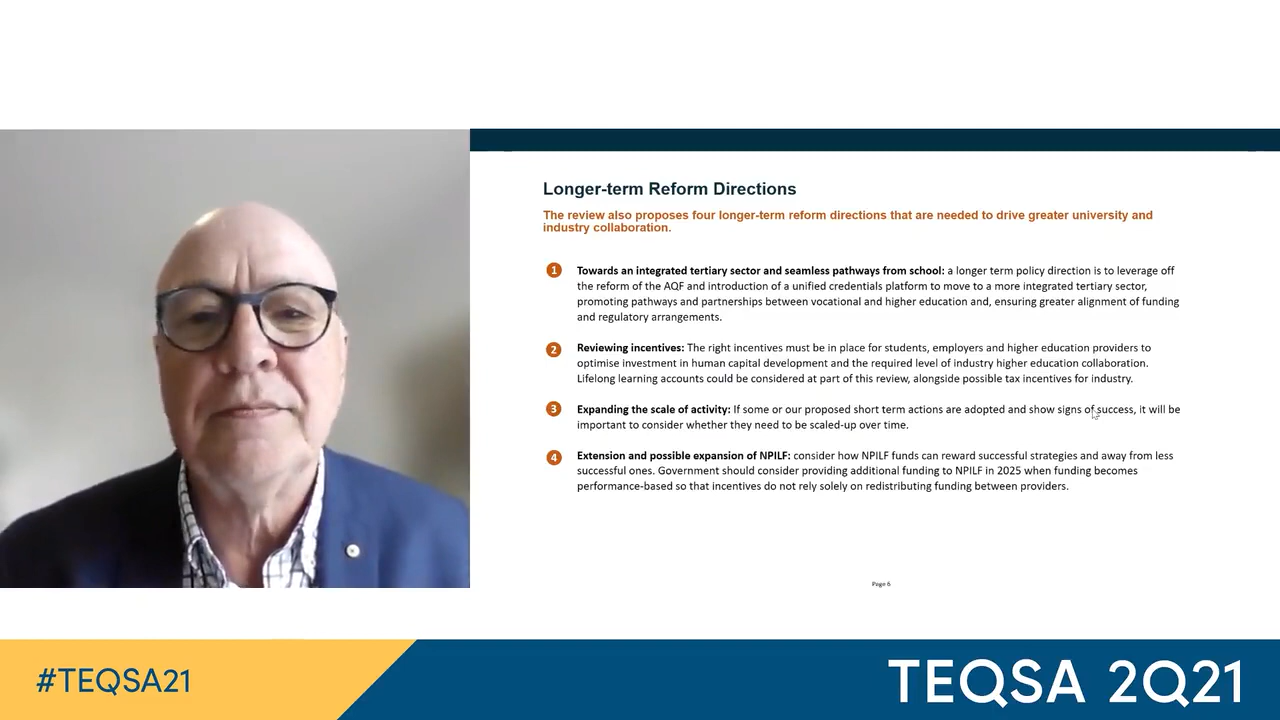 Longer-term Reform Directions
The review also proposes four longer-term reform directions that are needed to drive greater university and
industry collaboration.
1 Towards an integrated tertiary sector and seamless pathways from school: a longer term policy direction is to leverage off
the reform of the AQF and introduction of a unified credentials platform to move to a more integrated tertiary sector,
promoting pathways and partnerships between vocational and higher education and, ensuring greater alignment of funding
and regulatory arrangements.
2 Reviewing incentives: The right incentives must be in place for students, employers and higher education providers to
optimise investment in human capital development and the required level of industry higher education collaboration.
Lifelong learning accounts could be considered at part of this review, alongside possible tax incentives for industry.
3 Expanding the scale of activity: If some or our proposed short term actions are adopted and show signs of success, it will be
important to consider whether they need to be scaled-up over time.
4 Extension and possible expansion of NPILF: consider how NPILF funds can reward successful strategies and away from less
successful ones. Government should consider providing additional funding to NPILF in 2025 when funding becomes
performance-based so that incentives do not rely solely on redistributing funding between providers.
Page 6
#TEQSA21
TEQSA 2Q21